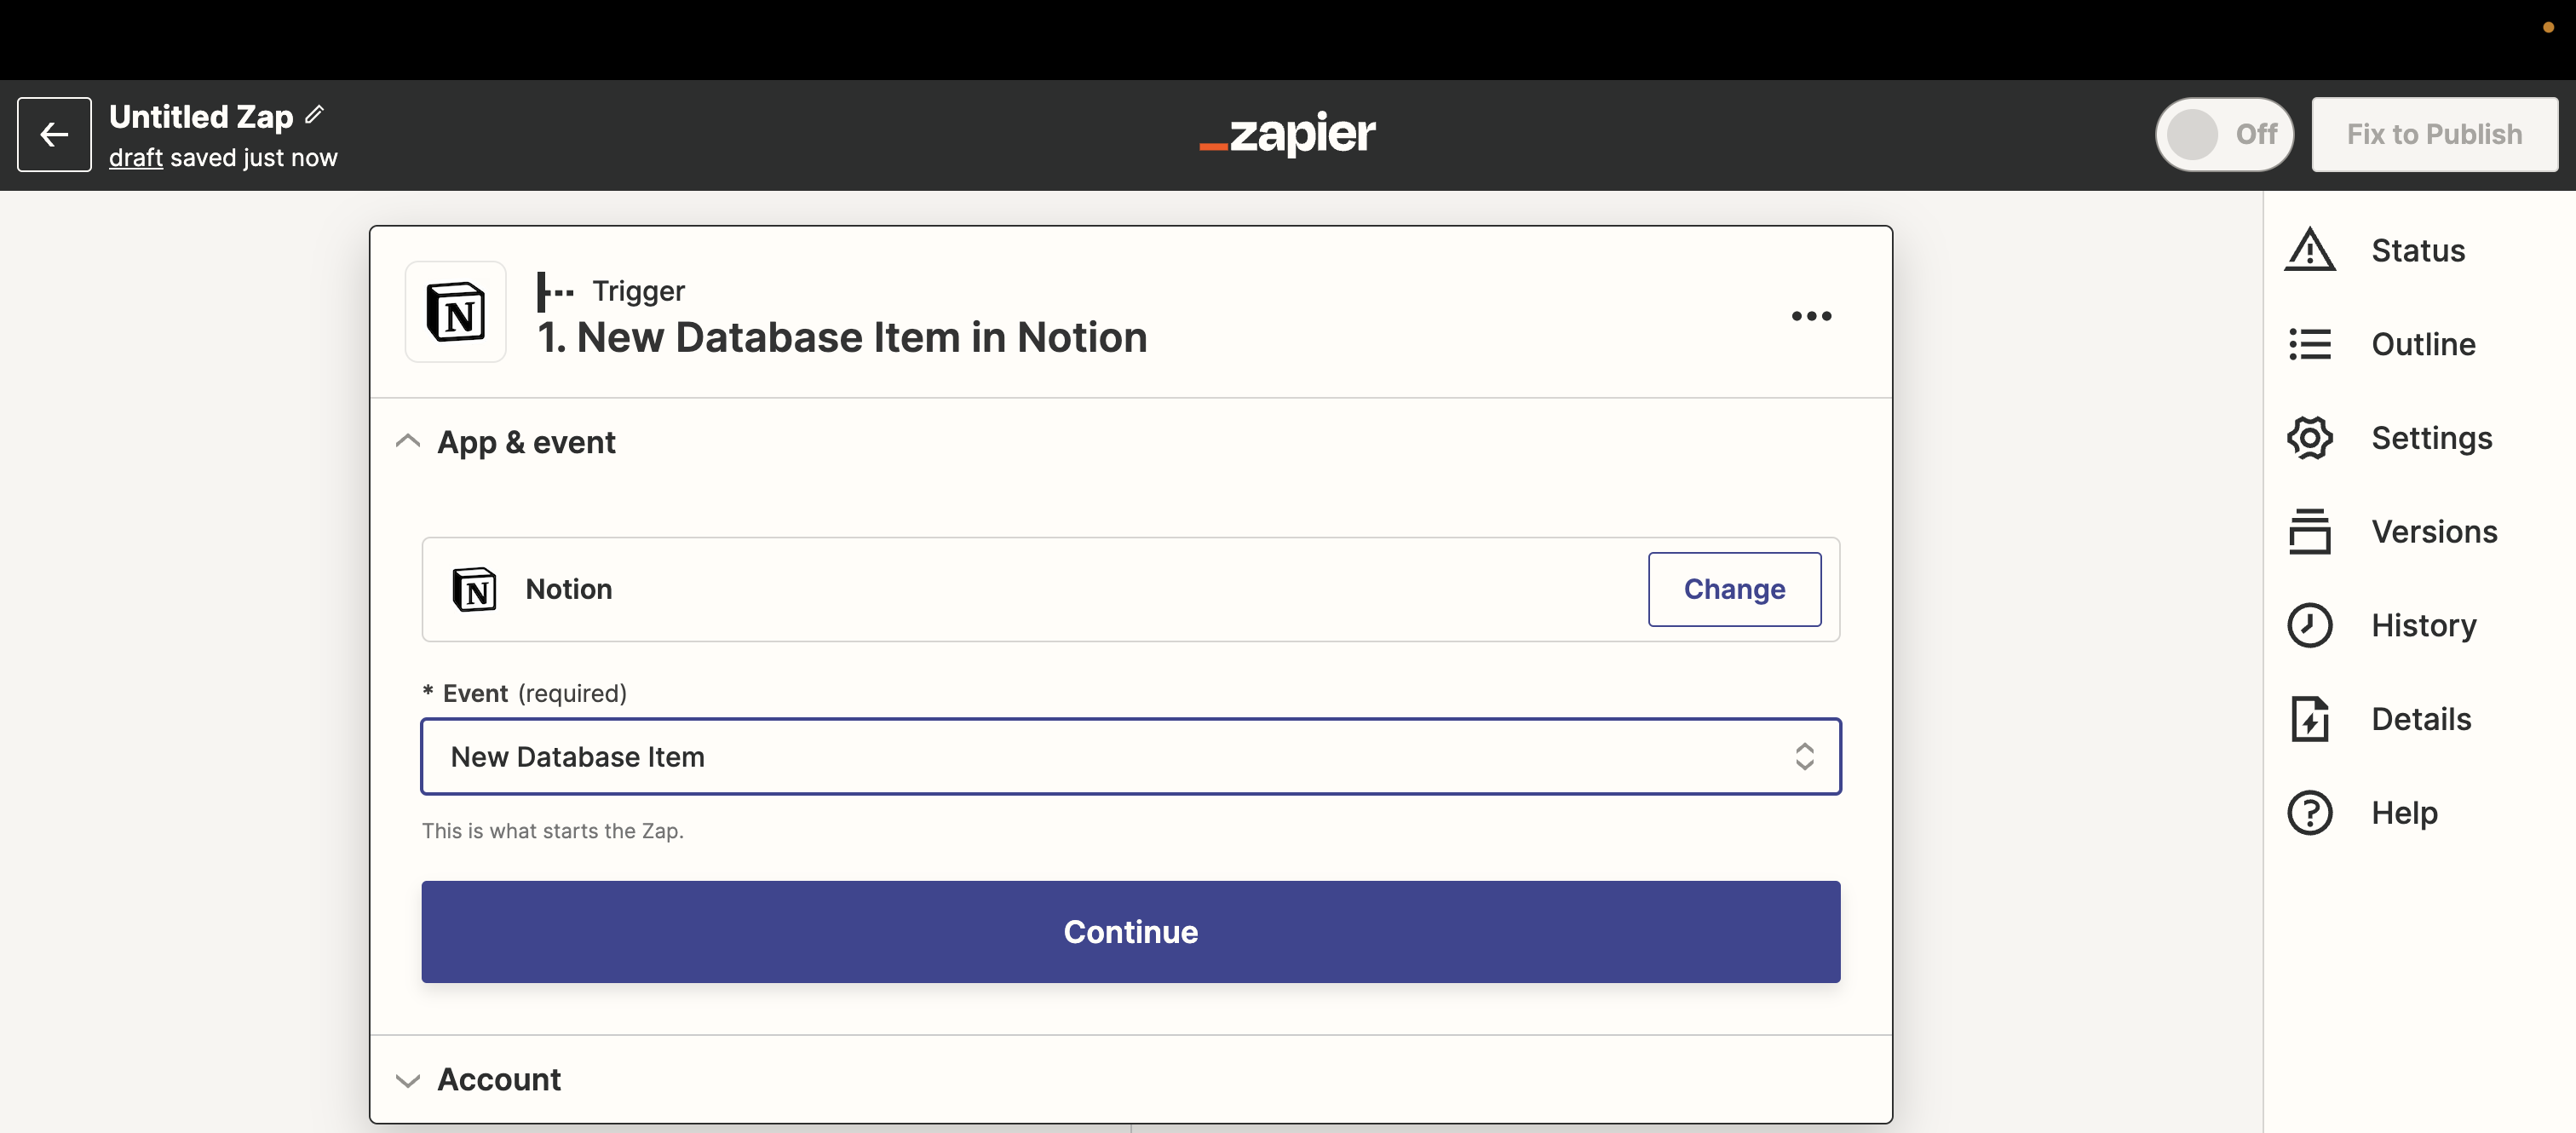 Untitled Zap
draft saved just now
zapier
Off
Fix to Publish
Trigger
1. New Database Item in Notion
App & event
Notion
Change
* Event (required)
New Database Item
This is what starts the Zap.
Continue
Account
Status
Outline
Settings
Versions
History
Details
Help